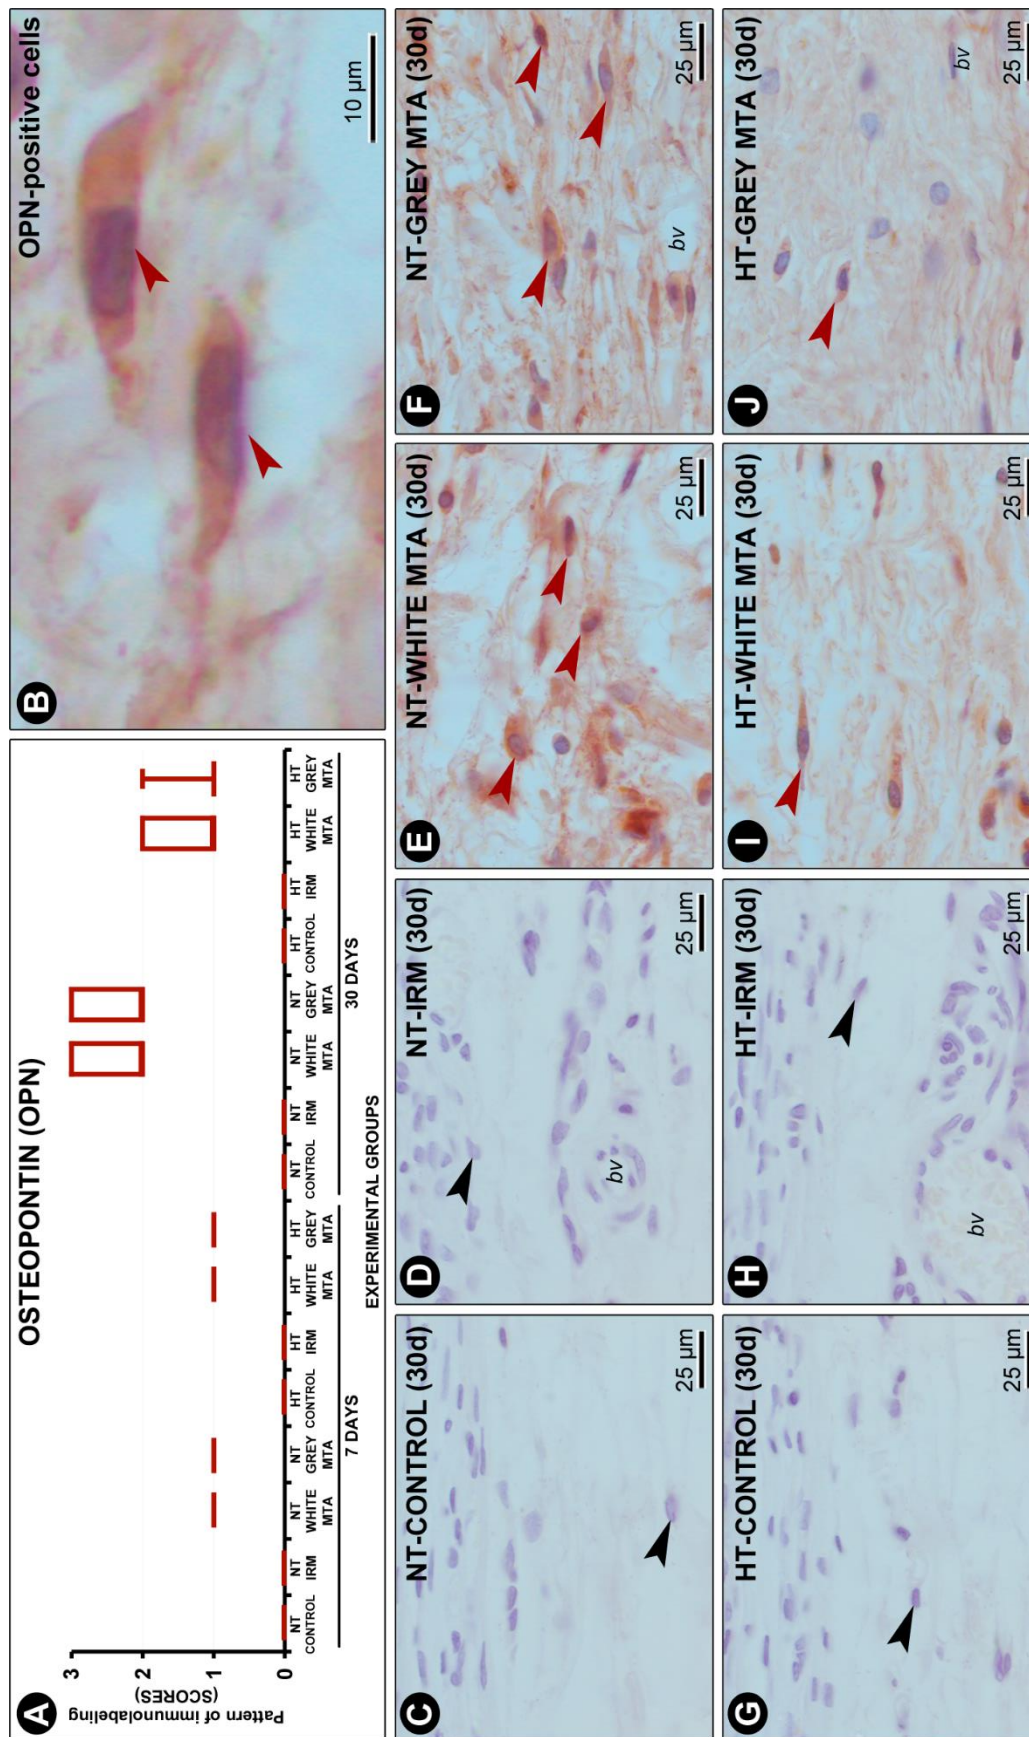 A
OSTEOPONTIN (OPN)
Pattern of immunolabeling
(SCORES)
3
2
1
0
NT
CONTROL
NT
IRM
NT
WHITE
MTA
NT
GREY
MTA
HT
CONTROL
HT
IRM
HT
WHITE
MTA
HT
GREY
MTA
NT
CONTROL
NT
IRM
NT
WHITE
MTA
NT
GREY
MTA
HT
CONTROL
HT
IRM
HT
WHITE
MTA
HT
GREY
MTA
7 DAYS
30 DAYS
EXPERIMENTAL GROUPS
B
OPN-positive cells
10 µm
C
NT-CONTROL (30d)
25 µm
D
NT-IRM (30d)
bv
25 µm
E
NT-WHITE MTA (30d)
25 µm
F
NT-GREY MTA (30d)
bv
25 µm
G
HT-CONTROL (30d)
25 µm
H
HT-IRM (30d)
bv
25 µm
I
HT-WHITE MTA (30d)
25 µm
J
HT-GREY MTA (30d)
bv
25 µm